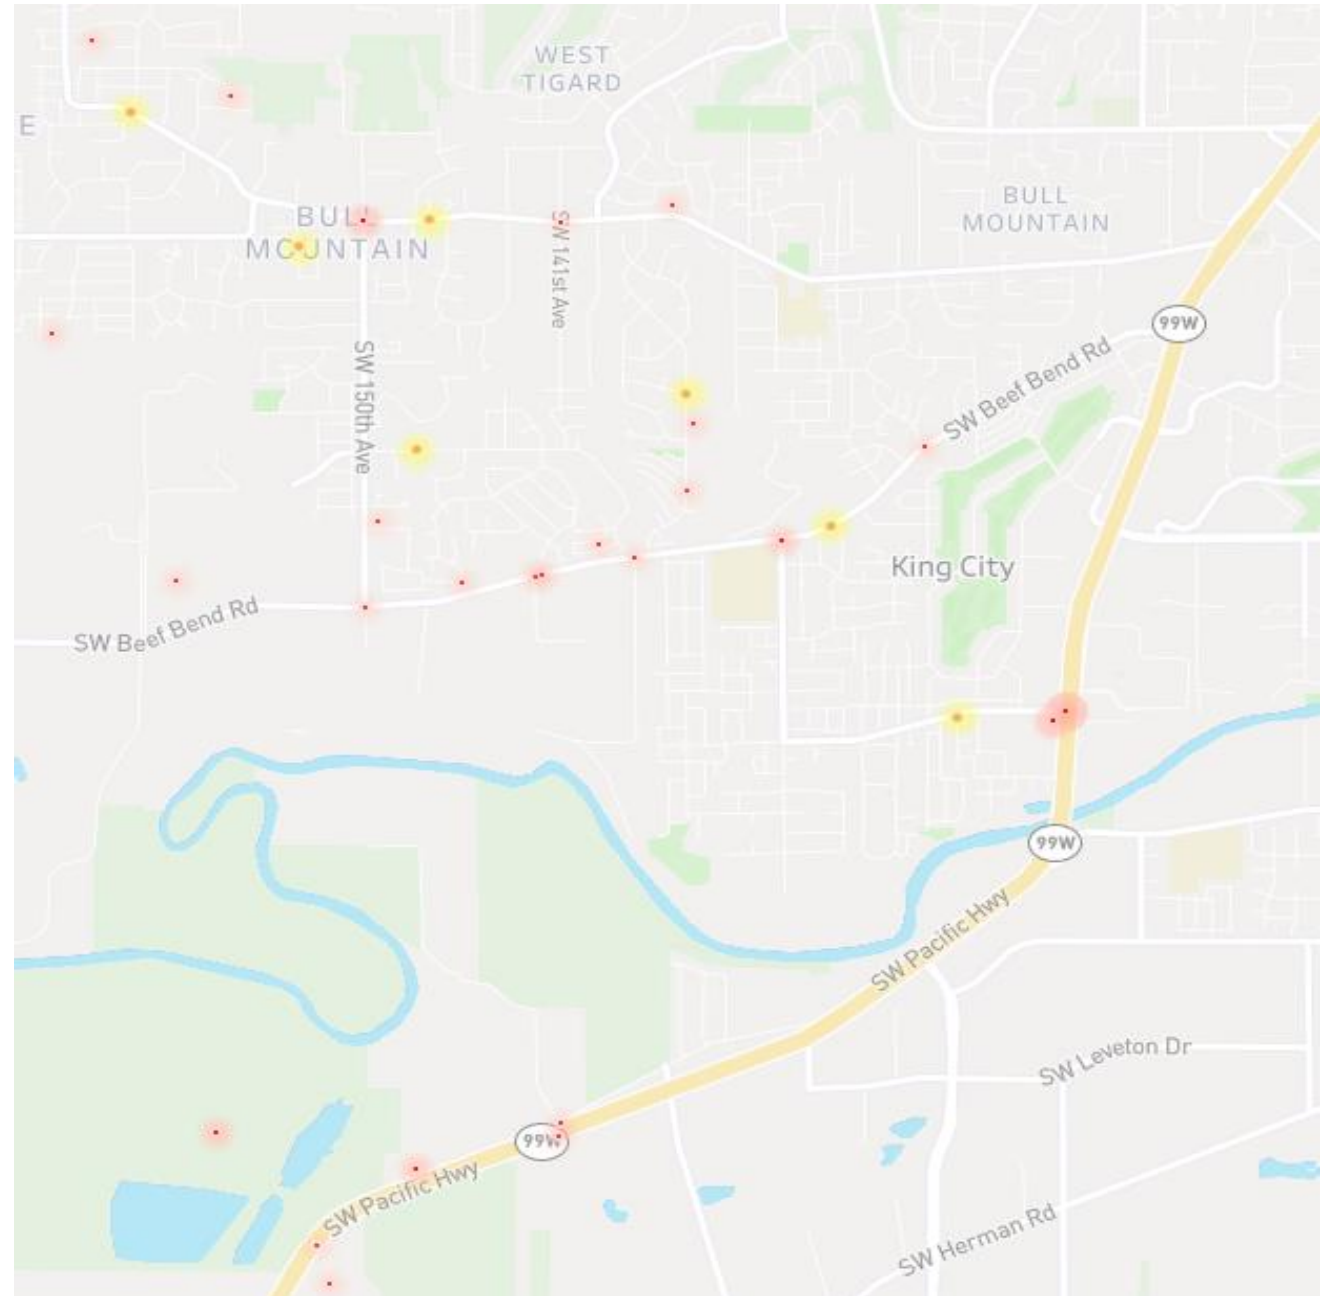 WEST
TIGARD
E
BULL
MOUNTAIN
BULL
MOUNTAIN
SW 141st Ave
99W
SW Beef Bend Rd
SW 150th Ave
King City
SW Beef Bend Rd
99W
SW Pacific Hwy
SW Leveton Dr
99W
SW Pacific Hwy
SW Herman Rd